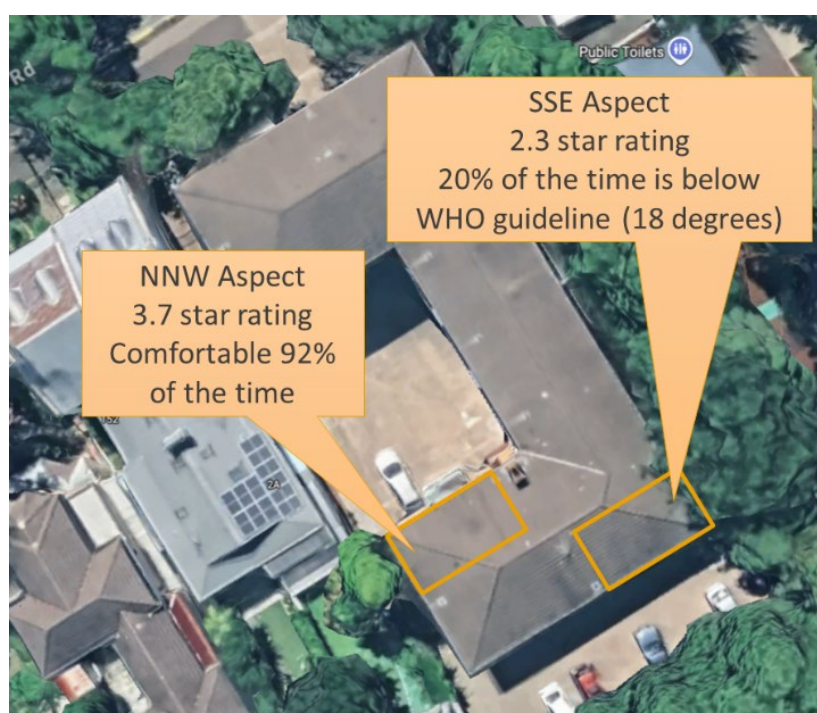 Rd
Public Toilets
SSE Aspect
2.3 star rating
20% of the time is below
WHO guideline (18 degrees)
NNW Aspect
3.7 star rating
Comfortable 92%
of the time
152
2A